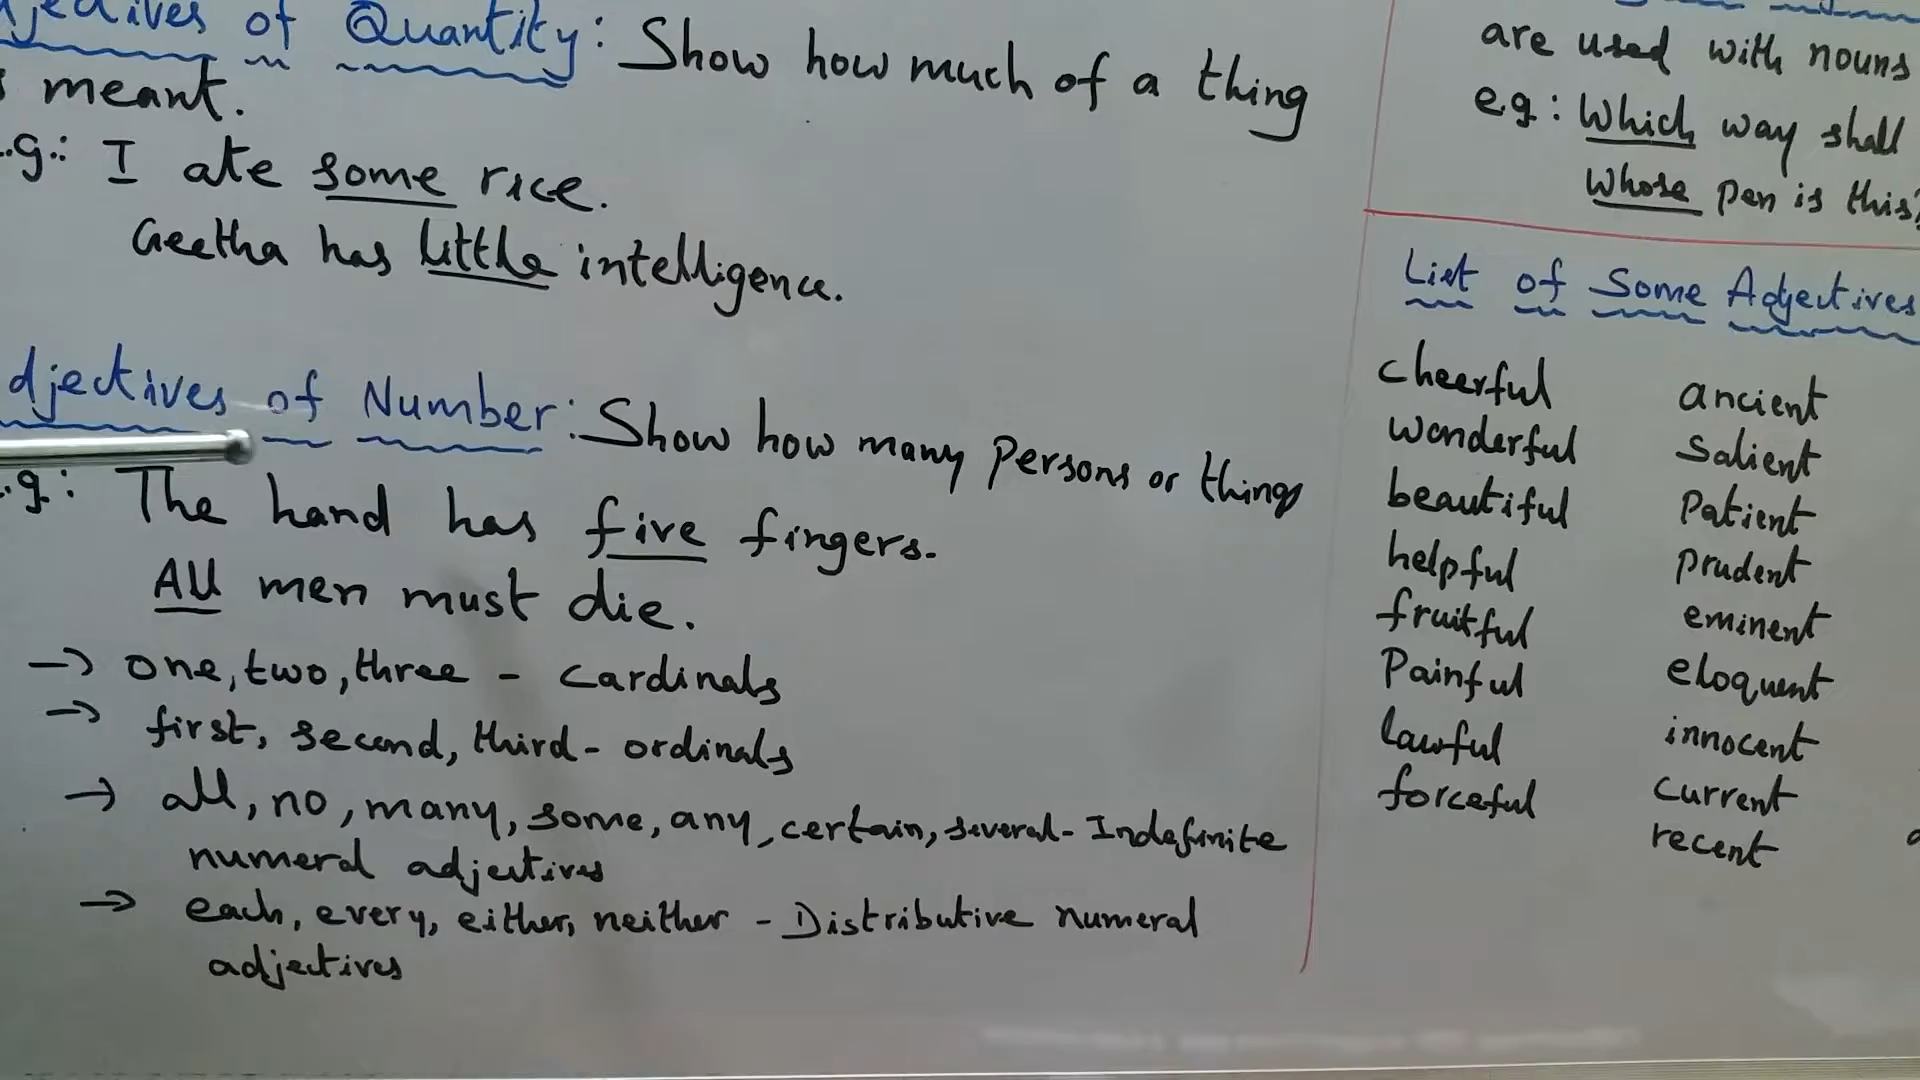 djectives of Quantity: Show how much of a thing
s meant.
.g.: I ate some rice.
Geetha has little intelligence.
djectives of Number: Show how many persons or things
.g: The hand has five fingers.
All men must die.
→ one, two, three - cardinals
→ first, second, third - ordinals
→ all, no, many, some, any, certain, several - Indefinite
numeral adjectives
→ each, every, either, neither - Distributive numeral
adjectives
are used with nouns
e.g: Which way shall
Whose pen is this?
List of Some Adjectives
cheerful ancient
wonderful salient
beautiful patient
helpful prudent
fruitful eminent
Painful eloquent
lawful innocent
forceful current
recent